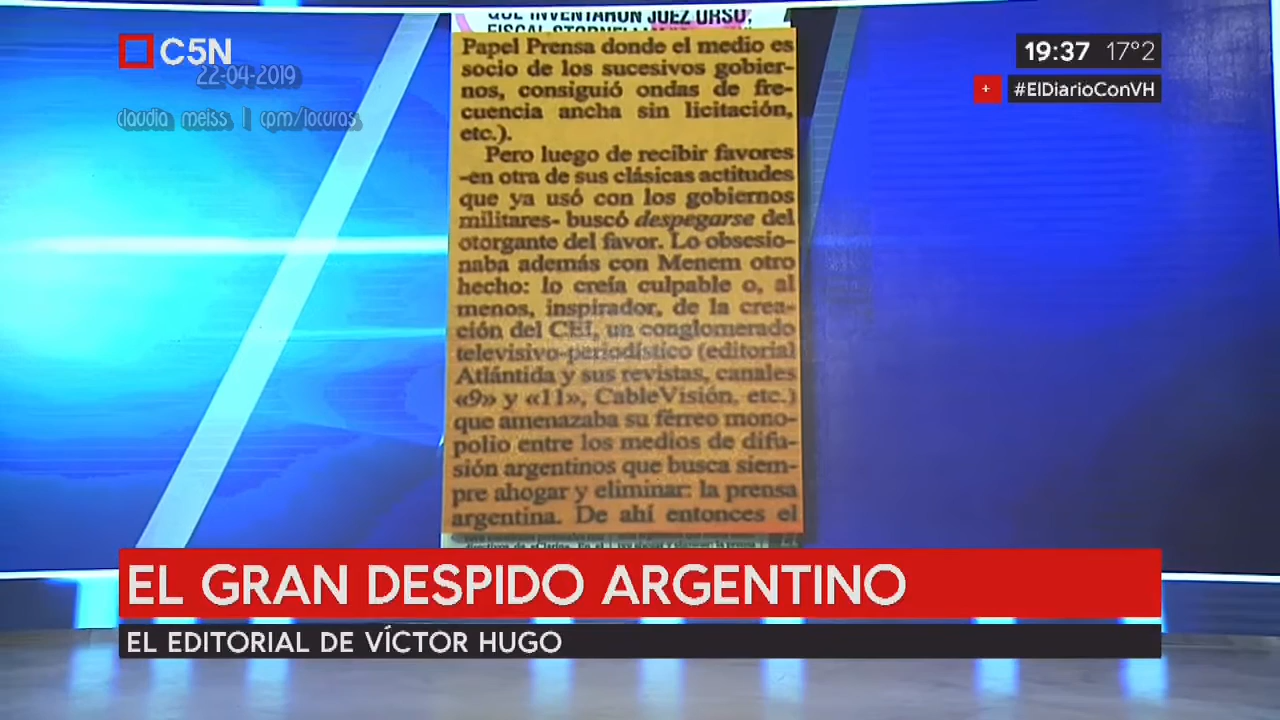 C5N
22-04-2019
claudia meiss | cpm/locuras
19:37 17°2
+ #ElDiarioConVH
QUE INVENTARON JUEZ URSO,
FISCAL STORNELLI
Papel Prensa donde el medio es
socio de los sucesivos gobier-
nos, consiguió ondas de fre-
cuencia ancha sin licitación,
etc.).
Pero luego de recibir favores
-en otra de sus clásicas actitudes
que ya usó con los gobiernos
militares- buscó despegarse del
otorgante del favor. Lo obsesio-
naba además con Menem otro
hecho: lo creía culpable o, al
menos, inspirador, de la crea-
ción del CEI, un conglomerado
televisivo-periodístico (editorial
Atlántida y sus revistas, canales
«9» y «11», CableVisión, etc.)
que amenazaba su férreo mono-
polio entre los medios de difu-
sión argentinos que busca siem-
pre ahogar y eliminar: la prensa
argentina. De ahí entonces el
EL GRAN DESPIDO ARGENTINO
EL EDITORIAL DE VÍCTOR HUGO